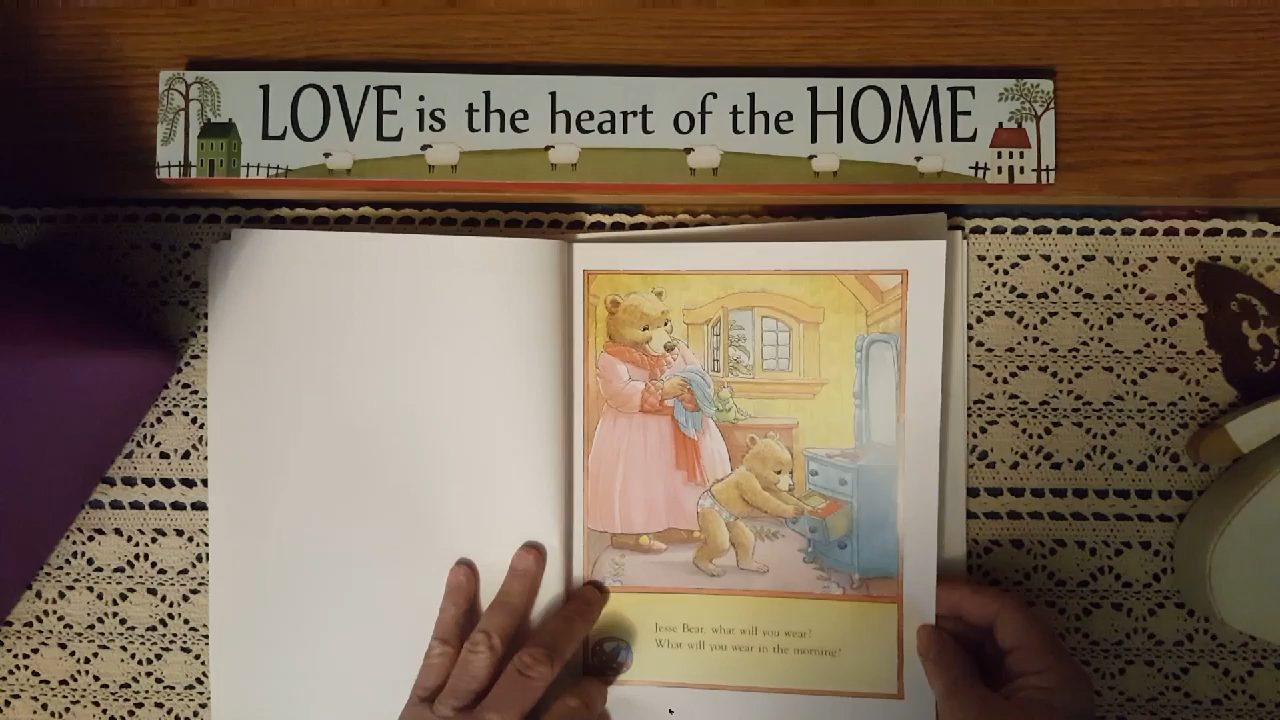 LOVE is the heart of the HOME
Jesse Bear, what will you wear?
What will you wear in the morning?